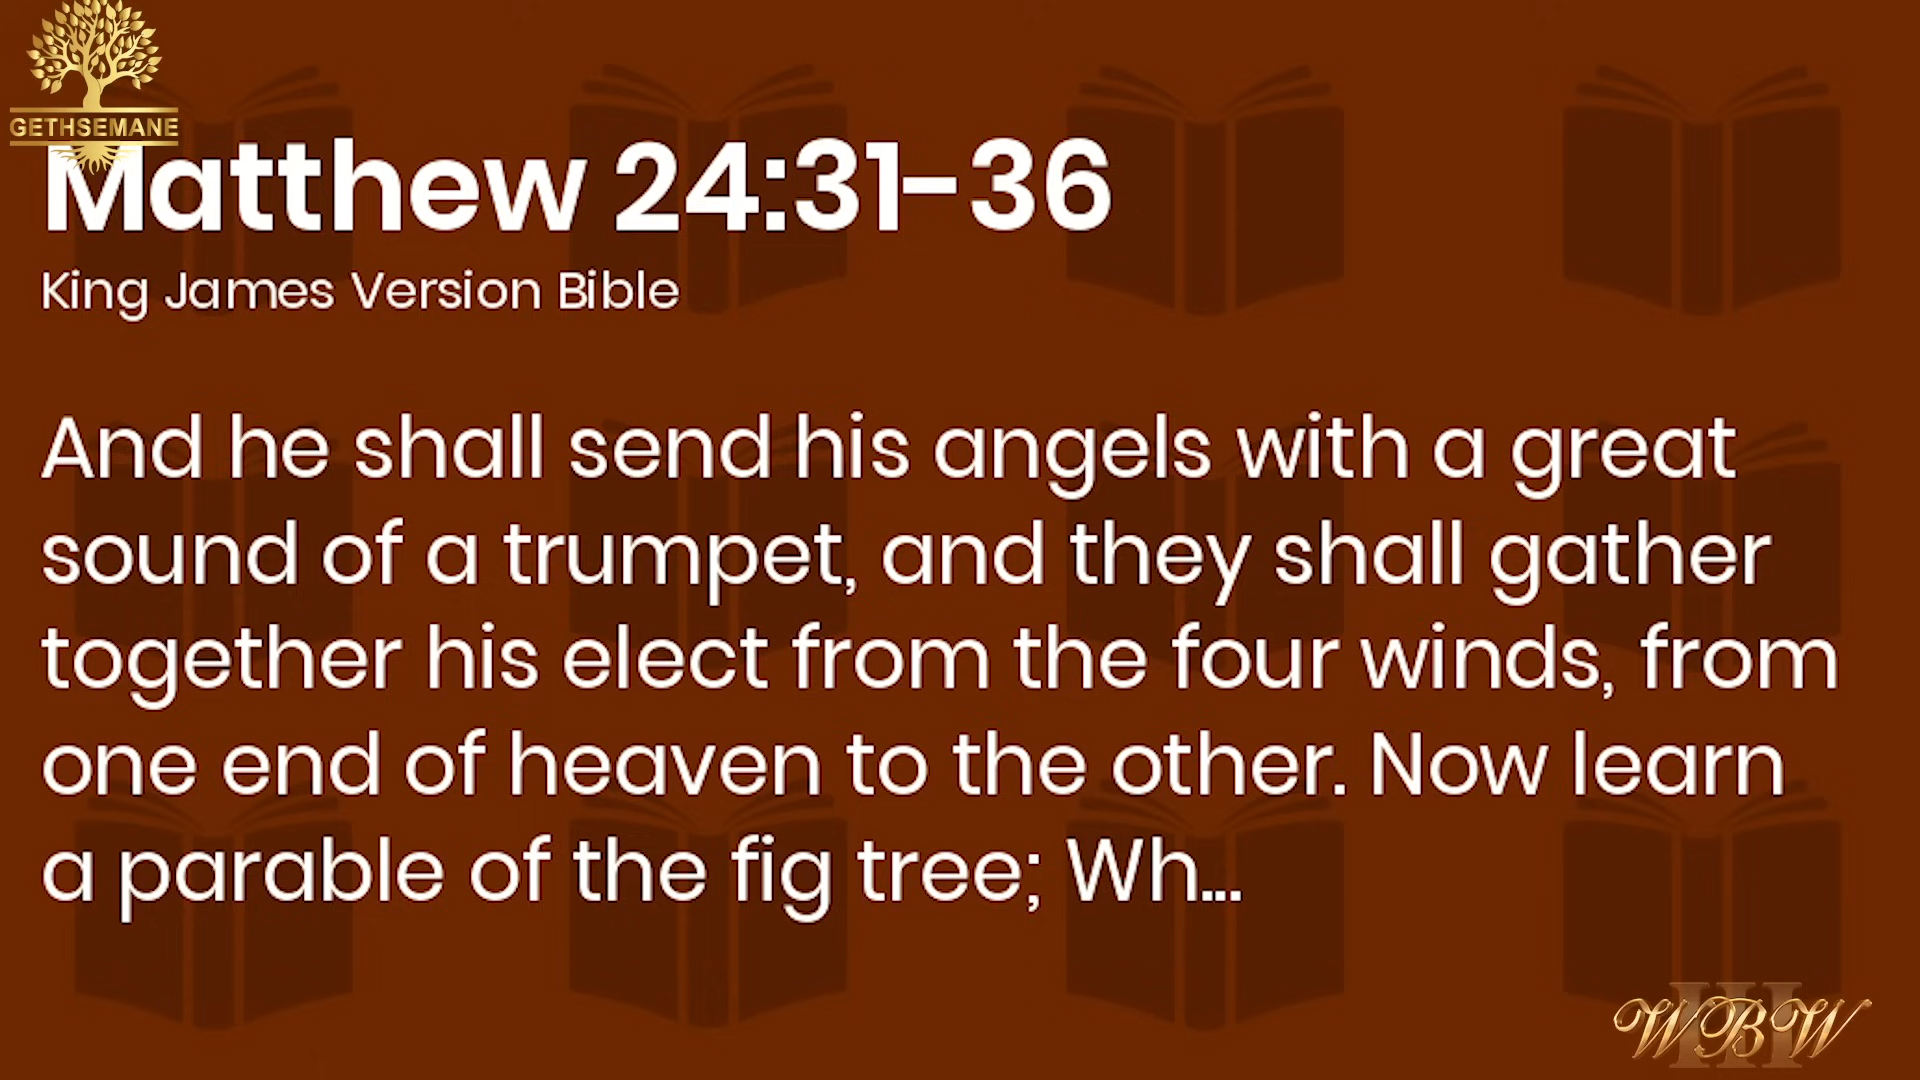 GETHSEMANE
Matthew 24:31-36
King James Version Bible
And he shall send his angels with a great
sound of a trumpet, and they shall gather
together his elect from the four winds, from
one end of heaven to the other. Now learn
a parable of the fig tree; Wh...
III
WBW